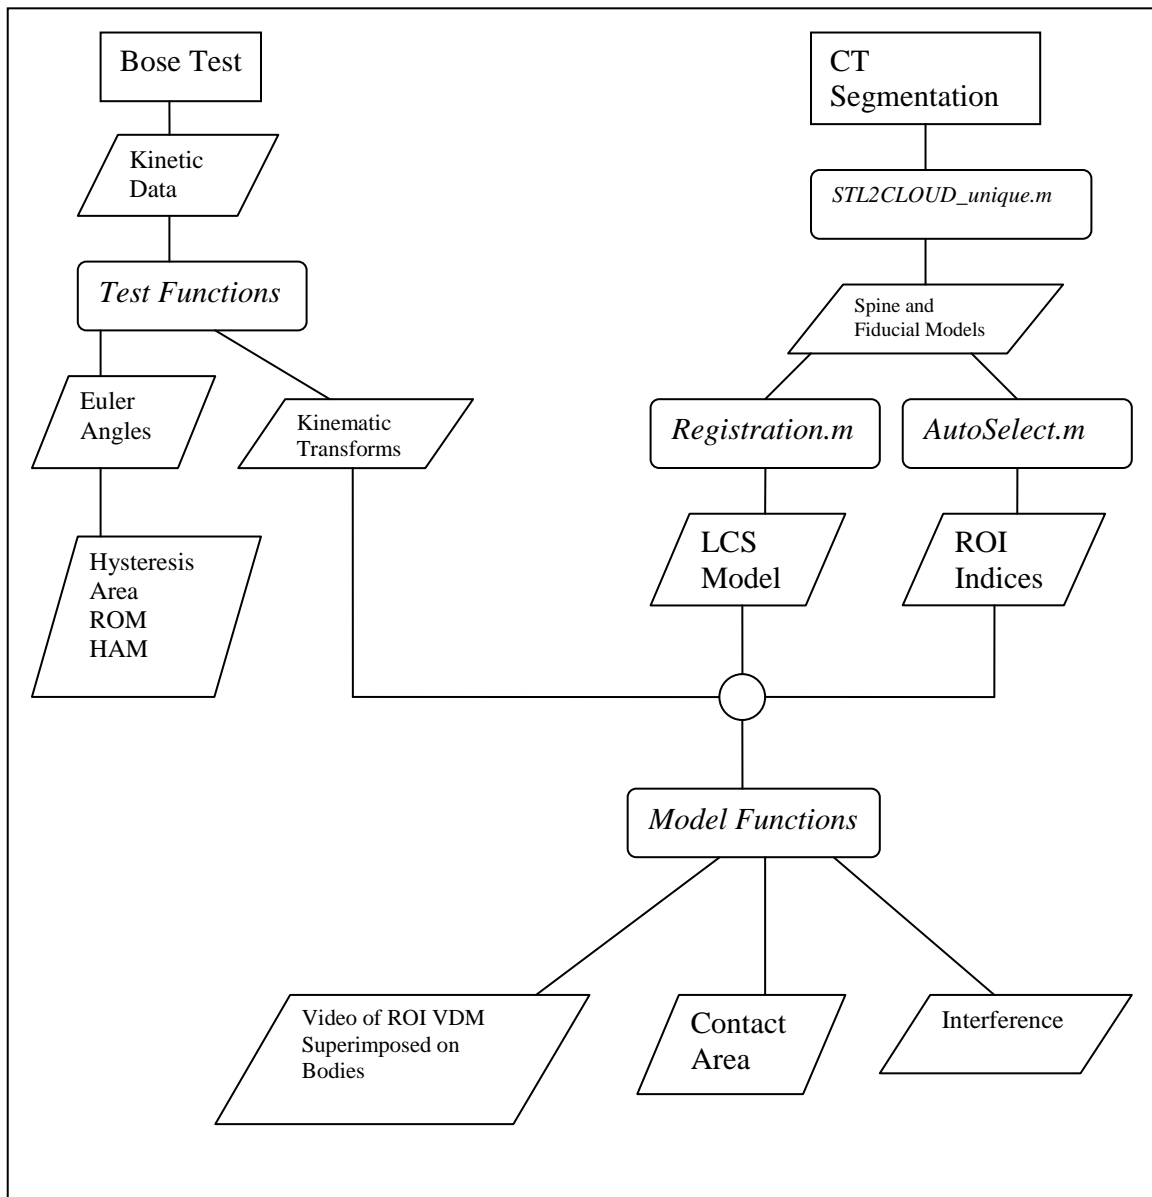 Bose Test
CT
Segmentation
Kinetic
Data
STL2CLOUD_unique.m
Test Functions
Spine and
Fiducial Models
Euler
Angles
Kinematic
Transforms
Registration.m
AutoSelect.m
Hysteresis
Area
ROM
HAM
LCS
Model
ROI
Indices
Model Functions
Video of ROI VDM
Superimposed on
Bodies
Contact
Area
Interference